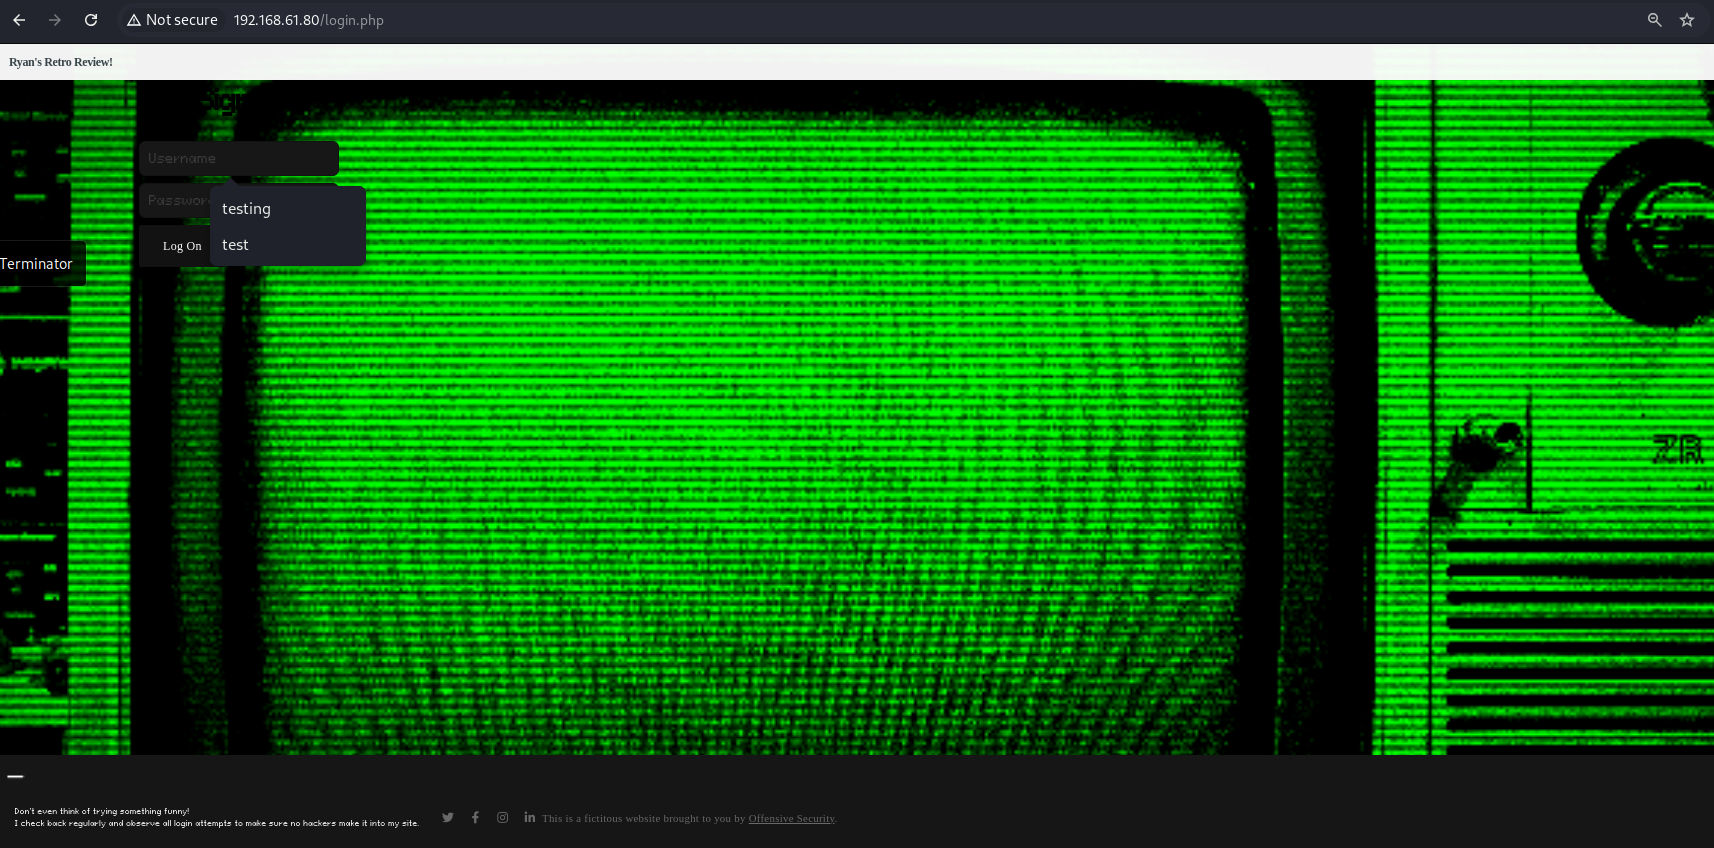 Not secure 192.168.61.80/login.php
Ryan's Retro Review!
Username
testing
test
Log On
Terminator
ZR
Don't even think of trying something funny!
I check back regularly and observe all login attempts to make sure no hackers make it into my site.
This is a fictitous website brought to you by Offensive Security.